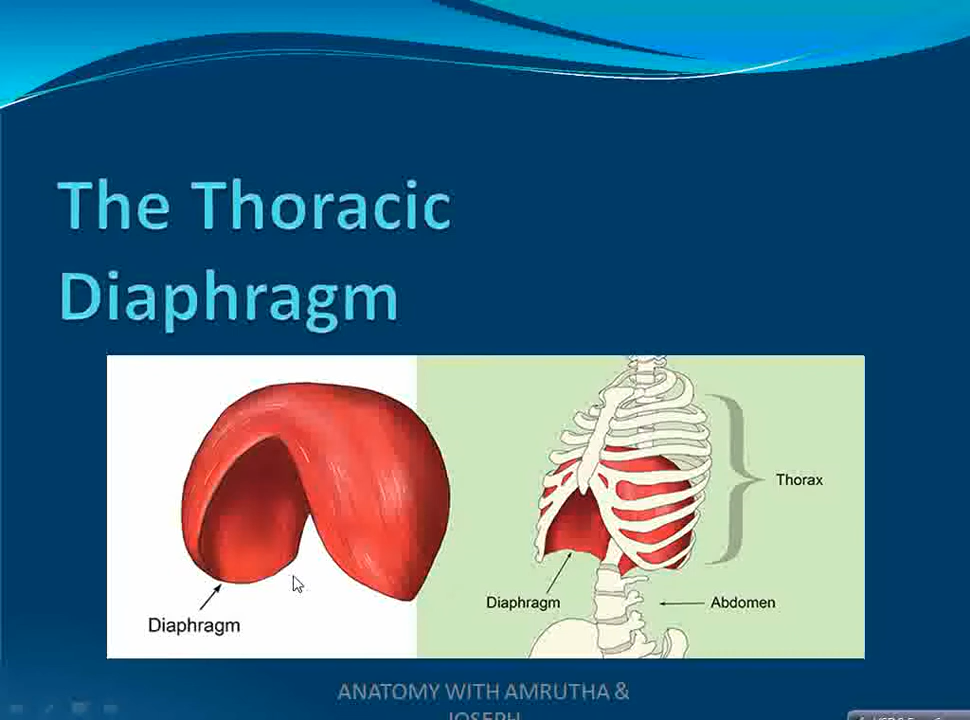 The Thoracic
Diaphragm
Thorax
Diaphragm
Abdomen
Diaphragm
ANATOMY WITH AMRUTHA &
JOSEPH